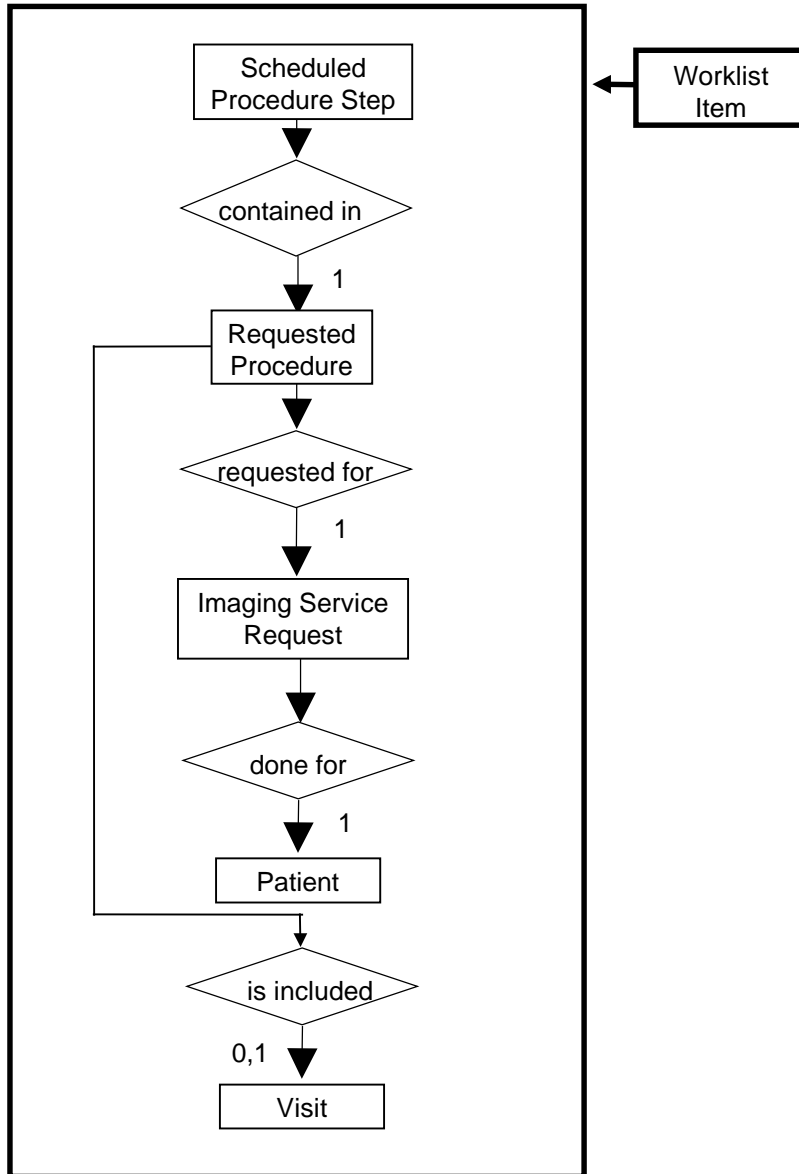 Scheduled
Procedure Step
Worklist
Item
contained in
1
Requested
Procedure
requested for
1
Imaging Service
Request
done for
1
Patient
is included
0,1
Visit